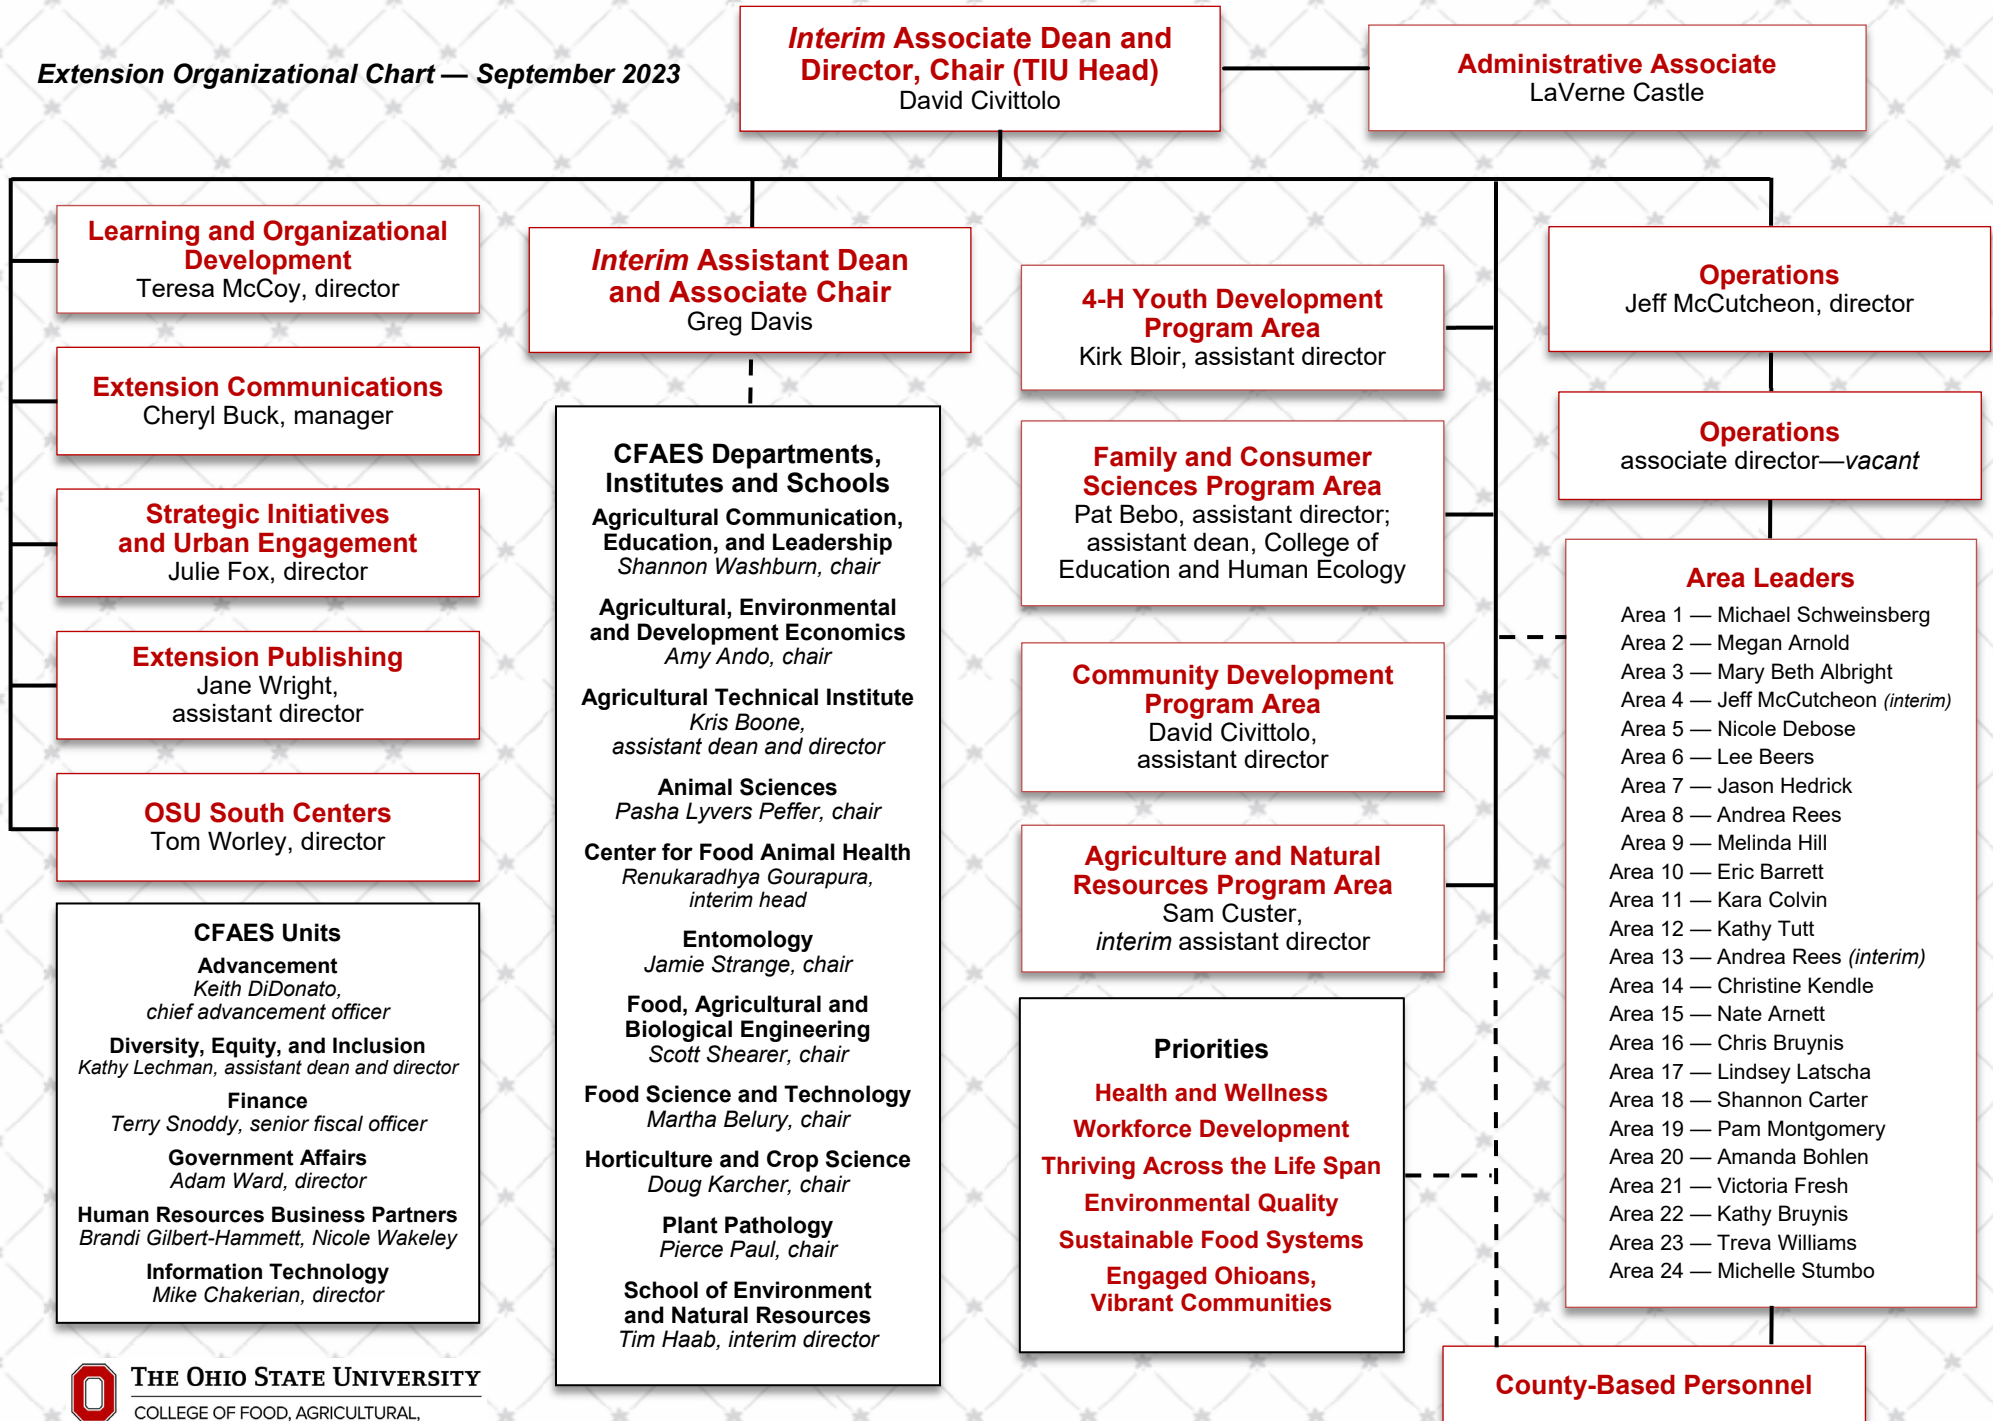 Extension Organizational Chart — September 2023
Interim Associate Dean and
Director, Chair (TIU Head)
David Civittolo
Administrative Associate
LaVerne Castle
Learning and Organizational
Development
Teresa McCoy, director
Extension Communications
Cheryl Buck, manager
Strategic Initiatives
and Urban Engagement
Julie Fox, director
Extension Publishing
Jane Wright,
assistant director
OSU South Centers
Tom Worley, director
CFAES Units
Advancement
Keith DiDonato,
chief advancement officer
Diversity, Equity, and Inclusion
Kathy Lechman, assistant dean and director
Finance
Terry Snoddy, senior fiscal officer
Government Affairs
Adam Ward, director
Human Resources Business Partners
Brandi Gilbert-Hammett, Nicole Wakeley
Information Technology
Mike Chakerian, director
THE OHIO STATE UNIVERSITY
COLLEGE OF FOOD, AGRICULTURAL,
Interim Assistant Dean
and Associate Chair
Greg Davis
CFAES Departments,
Institutes and Schools
Agricultural Communication,
Education, and Leadership
Shannon Washburn, chair
Agricultural, Environmental
and Development Economics
Amy Ando, chair
Agricultural Technical Institute
Kris Boone,
assistant dean and director
Animal Sciences
Pasha Lyvers Peffer, chair
Center for Food Animal Health
Renukaradhya Gourapura,
interim head
Entomology
Jamie Strange, chair
Food, Agricultural and
Biological Engineering
Scott Shearer, chair
Food Science and Technology
Martha Belury, chair
Horticulture and Crop Science
Doug Karcher, chair
Plant Pathology
Pierce Paul, chair
School of Environment
and Natural Resources
Tim Haab, interim director
4-H Youth Development
Program Area
Kirk Bloir, assistant director
Family and Consumer
Sciences Program Area
Pat Bebo, assistant director;
assistant dean, College of
Education and Human Ecology
Community Development
Program Area
David Civittolo,
assistant director
Agriculture and Natural
Resources Program Area
Sam Custer,
interim assistant director
Priorities
Health and Wellness
Workforce Development
Thriving Across the Life Span
Environmental Quality
Sustainable Food Systems
Engaged Ohioans,
Vibrant Communities
Operations
Jeff McCutcheon, director
Operations
associate director—vacant
Area Leaders
Area 1 — Michael Schweinsberg
Area 2 — Megan Arnold
Area 3 — Mary Beth Albright
Area 4 — Jeff McCutcheon (interim)
Area 5 — Nicole Debose
Area 6 — Lee Beers
Area 7 — Jason Hedrick
Area 8 — Andrea Rees
Area 9 — Melinda Hill
Area 10 — Eric Barrett
Area 11 — Kara Colvin
Area 12 — Kathy Tutt
Area 13 — Andrea Rees (interim)
Area 14 — Christine Kendle
Area 15 — Nate Arnett
Area 16 — Chris Bruynis
Area 17 — Lindsey Latscha
Area 18 — Shannon Carter
Area 19 — Pam Montgomery
Area 20 — Amanda Bohlen
Area 21 — Victoria Fresh
Area 22 — Kathy Bruynis
Area 23 — Treva Williams
Area 24 — Michelle Stumbo
County-Based Personnel